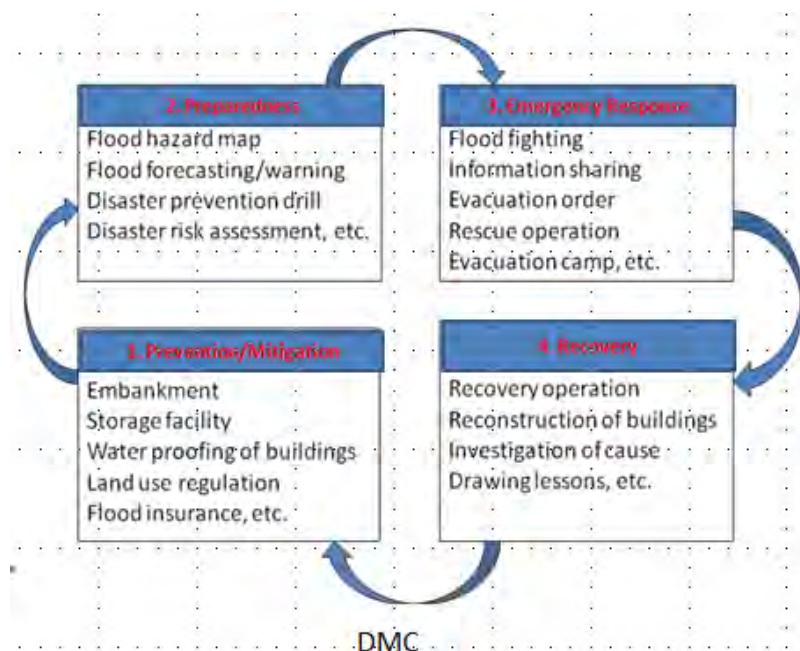 2. Preparedness
Flood hazard map
Flood forecasting/warning
Disaster prevention drill
Disaster risk assessment, etc.
3. Emergency Response
Flood fighting
Information sharing
Evacuation order
Rescue operation
Evacuation camp, etc.
1. Prevention/Mitigation
Embankment
Storage facility
Water proofing of buildings
Land use regulation
Flood insurance, etc.
4. Recovery
Recovery operation
Reconstruction of buildings
Investigation of cause
Drawing lessons, etc.
DMC